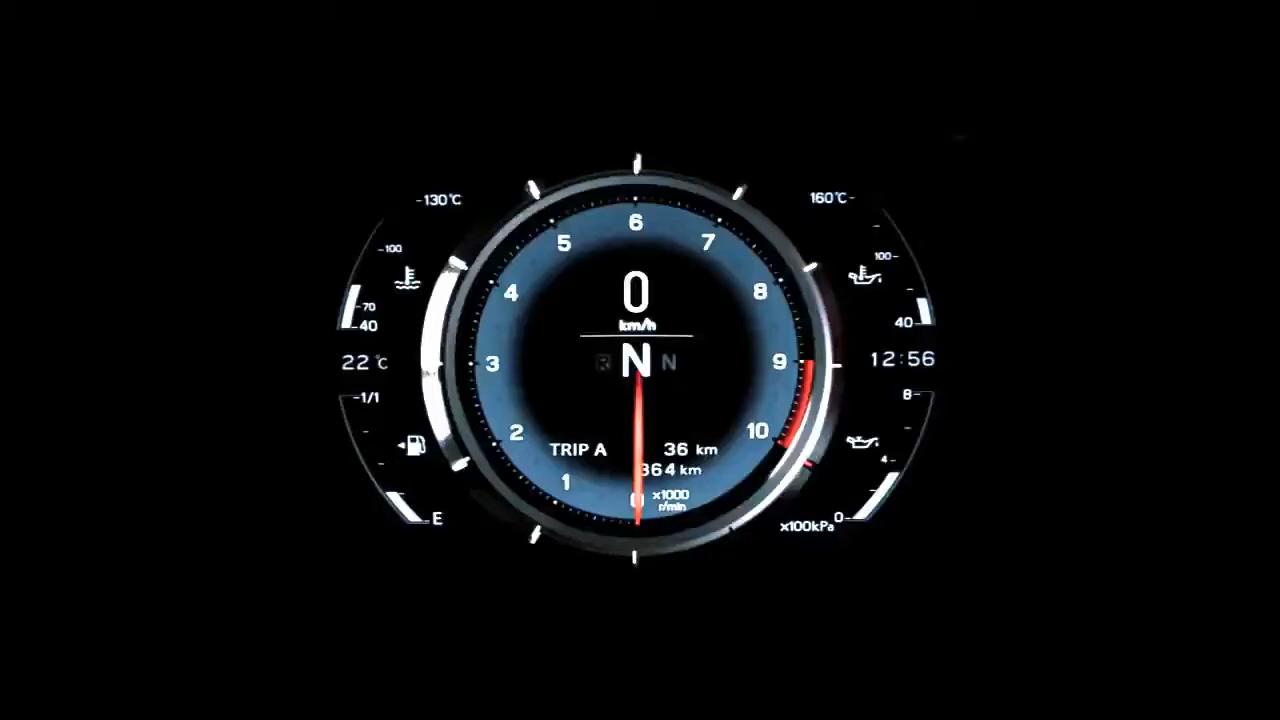 -130°C
160°C-
6
5
7
-100
100-
4
0
8
km/h
-70
-40
40-
22°C
3
R N N
9
12:56
-1/1
8-
2
10
TRIP A 36 km
4-
364 km
1
0
x1000
r/min
E
0-
x100kPa